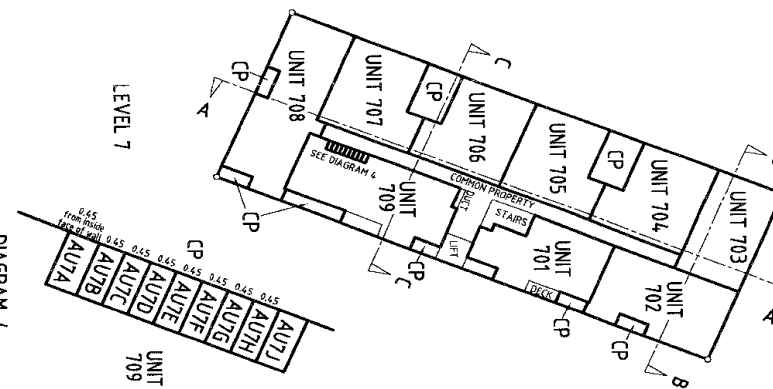 UNIT 708
UNIT 707
CP
UNIT 706
UNIT 705
CP
UNIT 704
UNIT 703
C
A
CP
A
LEVEL 7
SEE DIAGRAM 4
UNIT
709
COMMON PROPERTY
DUCT
STAIRS
LIFT
UNIT
701
DECK
UNIT
702
CP
CP
C
CP
CP
B
0.45
from inside
face of wall
0.45
0.45
0.45
0.45
0.45
0.45
0.45
0.45
CP
AU7A
AU7B
AU7C
AU7D
AU7E
AU7F
AU7G
AU7H
AU7J
UNIT
709